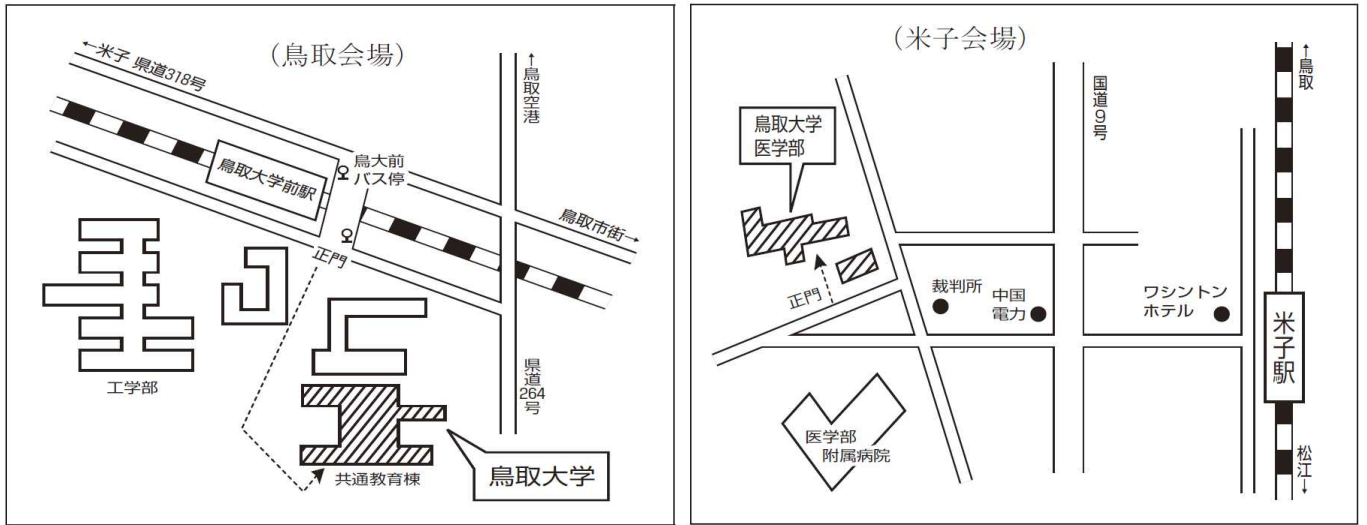 （鳥取会場）
←米子 県道318号
↑鳥取空港
鳥大前
バス停
鳥取大学前駅
鳥取市街→
正門
工学部
県道264号
共通教育棟
鳥取大学
（米子会場）
↑鳥取
国道9号
鳥取大学
医学部
正門
裁判所
中国
電力
ワシントン
ホテル
米子駅
医学部
附属病院
松江↓